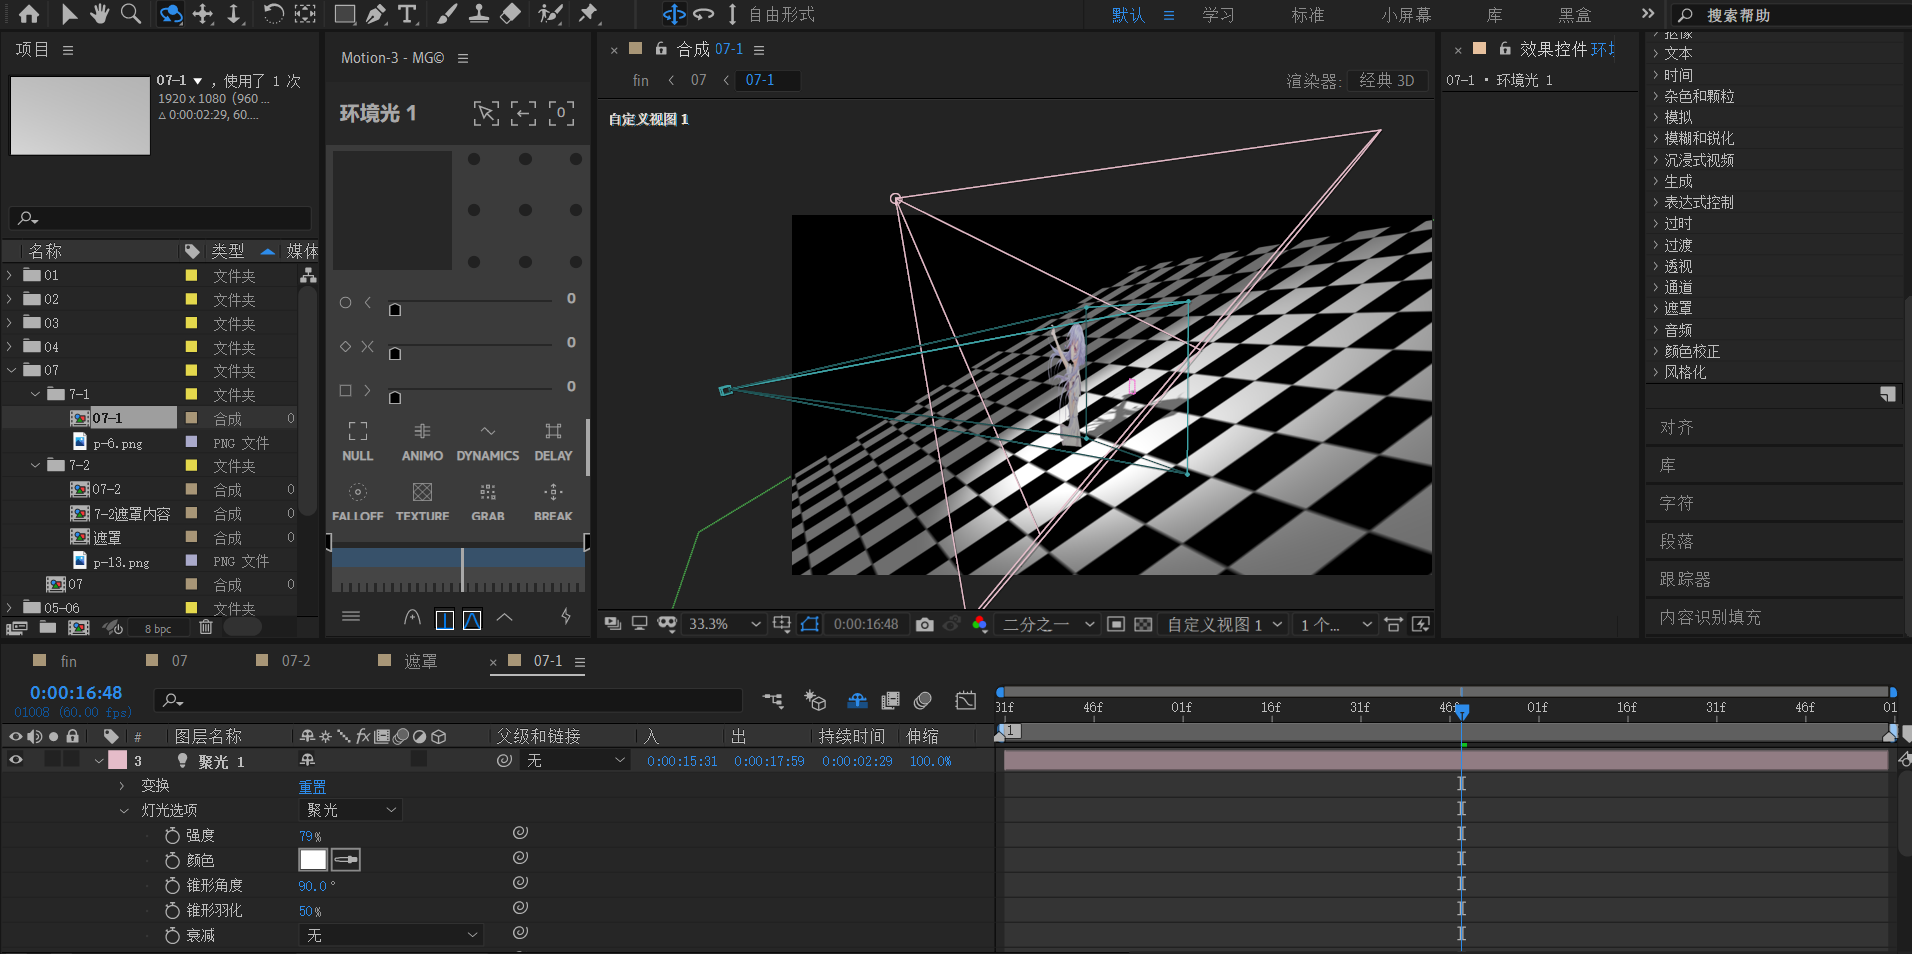 自由形式
默认
学习
标准
小屏幕
库
黑盒
搜索帮助
项目
07-1 ,使用了 1 次
1920 x 1080 (960 ...
△ 0:00:02:29, 60....
名称 类型 媒体
01 文件夹
02 文件夹
03 文件夹
04 文件夹
07 文件夹
7-1 文件夹
07-1 合成 0
p-6.png PNG 文件
7-2 文件夹
07-2 合成 0
7-2遮罩内容 合成 0
遮罩 合成 0
p-13.png PNG 文件
07 合成 0
05-06 文件夹
8 bpc
Motion-3 - MG©
环境光 1
0
0
0
0
NULL ANIMO DYNAMICS DELAY
FALLOFF TEXTURE GRAB BREAK
合成 07-1
fin 07 07-1
渲染器: 经典 3D
自定义视图 1
33.3%
0:00:16:48
二分之一
自定义视图 1
1 个...
效果控件 环境
07-1 · 环境光 1
抠像
文本
时间
杂色和颗粒
模拟
模糊和锐化
沉浸式视频
生成
表达式控制
过时
过渡
透视
通道
遮罩
音频
颜色校正
风格化
对齐
库
字符
段落
跟踪器
内容识别填充
fin 07 07-2 遮罩 07-1
0:00:16:48
01008 (60.00 fps)
31f 46f 01f 16f 31f 46f 01f 16f 31f 46f 01
1
# 图层名称 fx 父级和链接 入 出 持续时间 伸缩
3 聚光 1 无 0:00:15:31 0:00:17:59 0:00:02:29 100.0%
变换 重置
灯光选项 聚光
强度 79%
颜色
锥形角度 90.0°
锥形羽化 50%
衰减 无